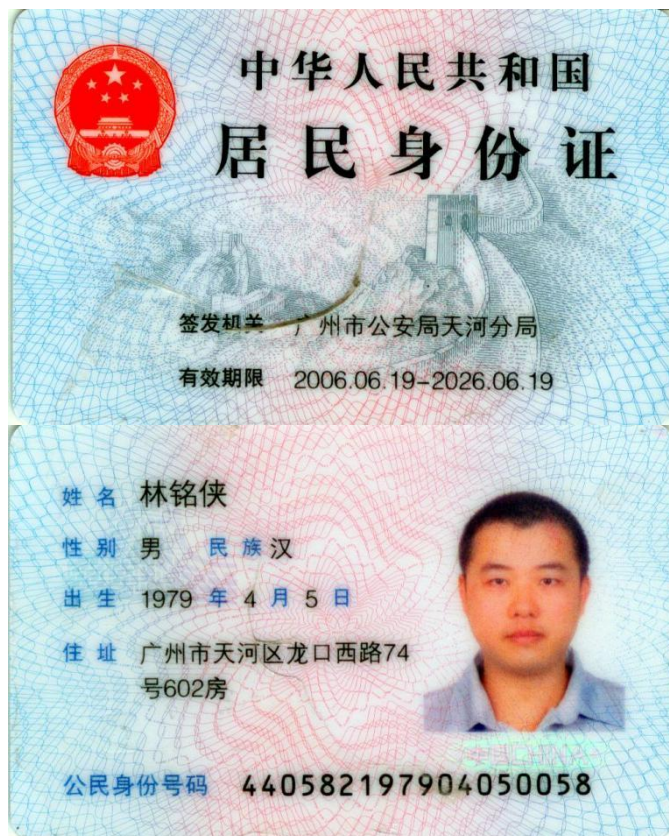 中华人民共和国
居民身份证
签发机关 广州市公安局天河分局
有效期限 2006.06.19-2026.06.19
姓名 林铭侠
性别 男 民族 汉
出生 1979 年 4 月 5 日
住址 广州市天河区龙口西路74
号602房
公民身份号码 440582197904050058